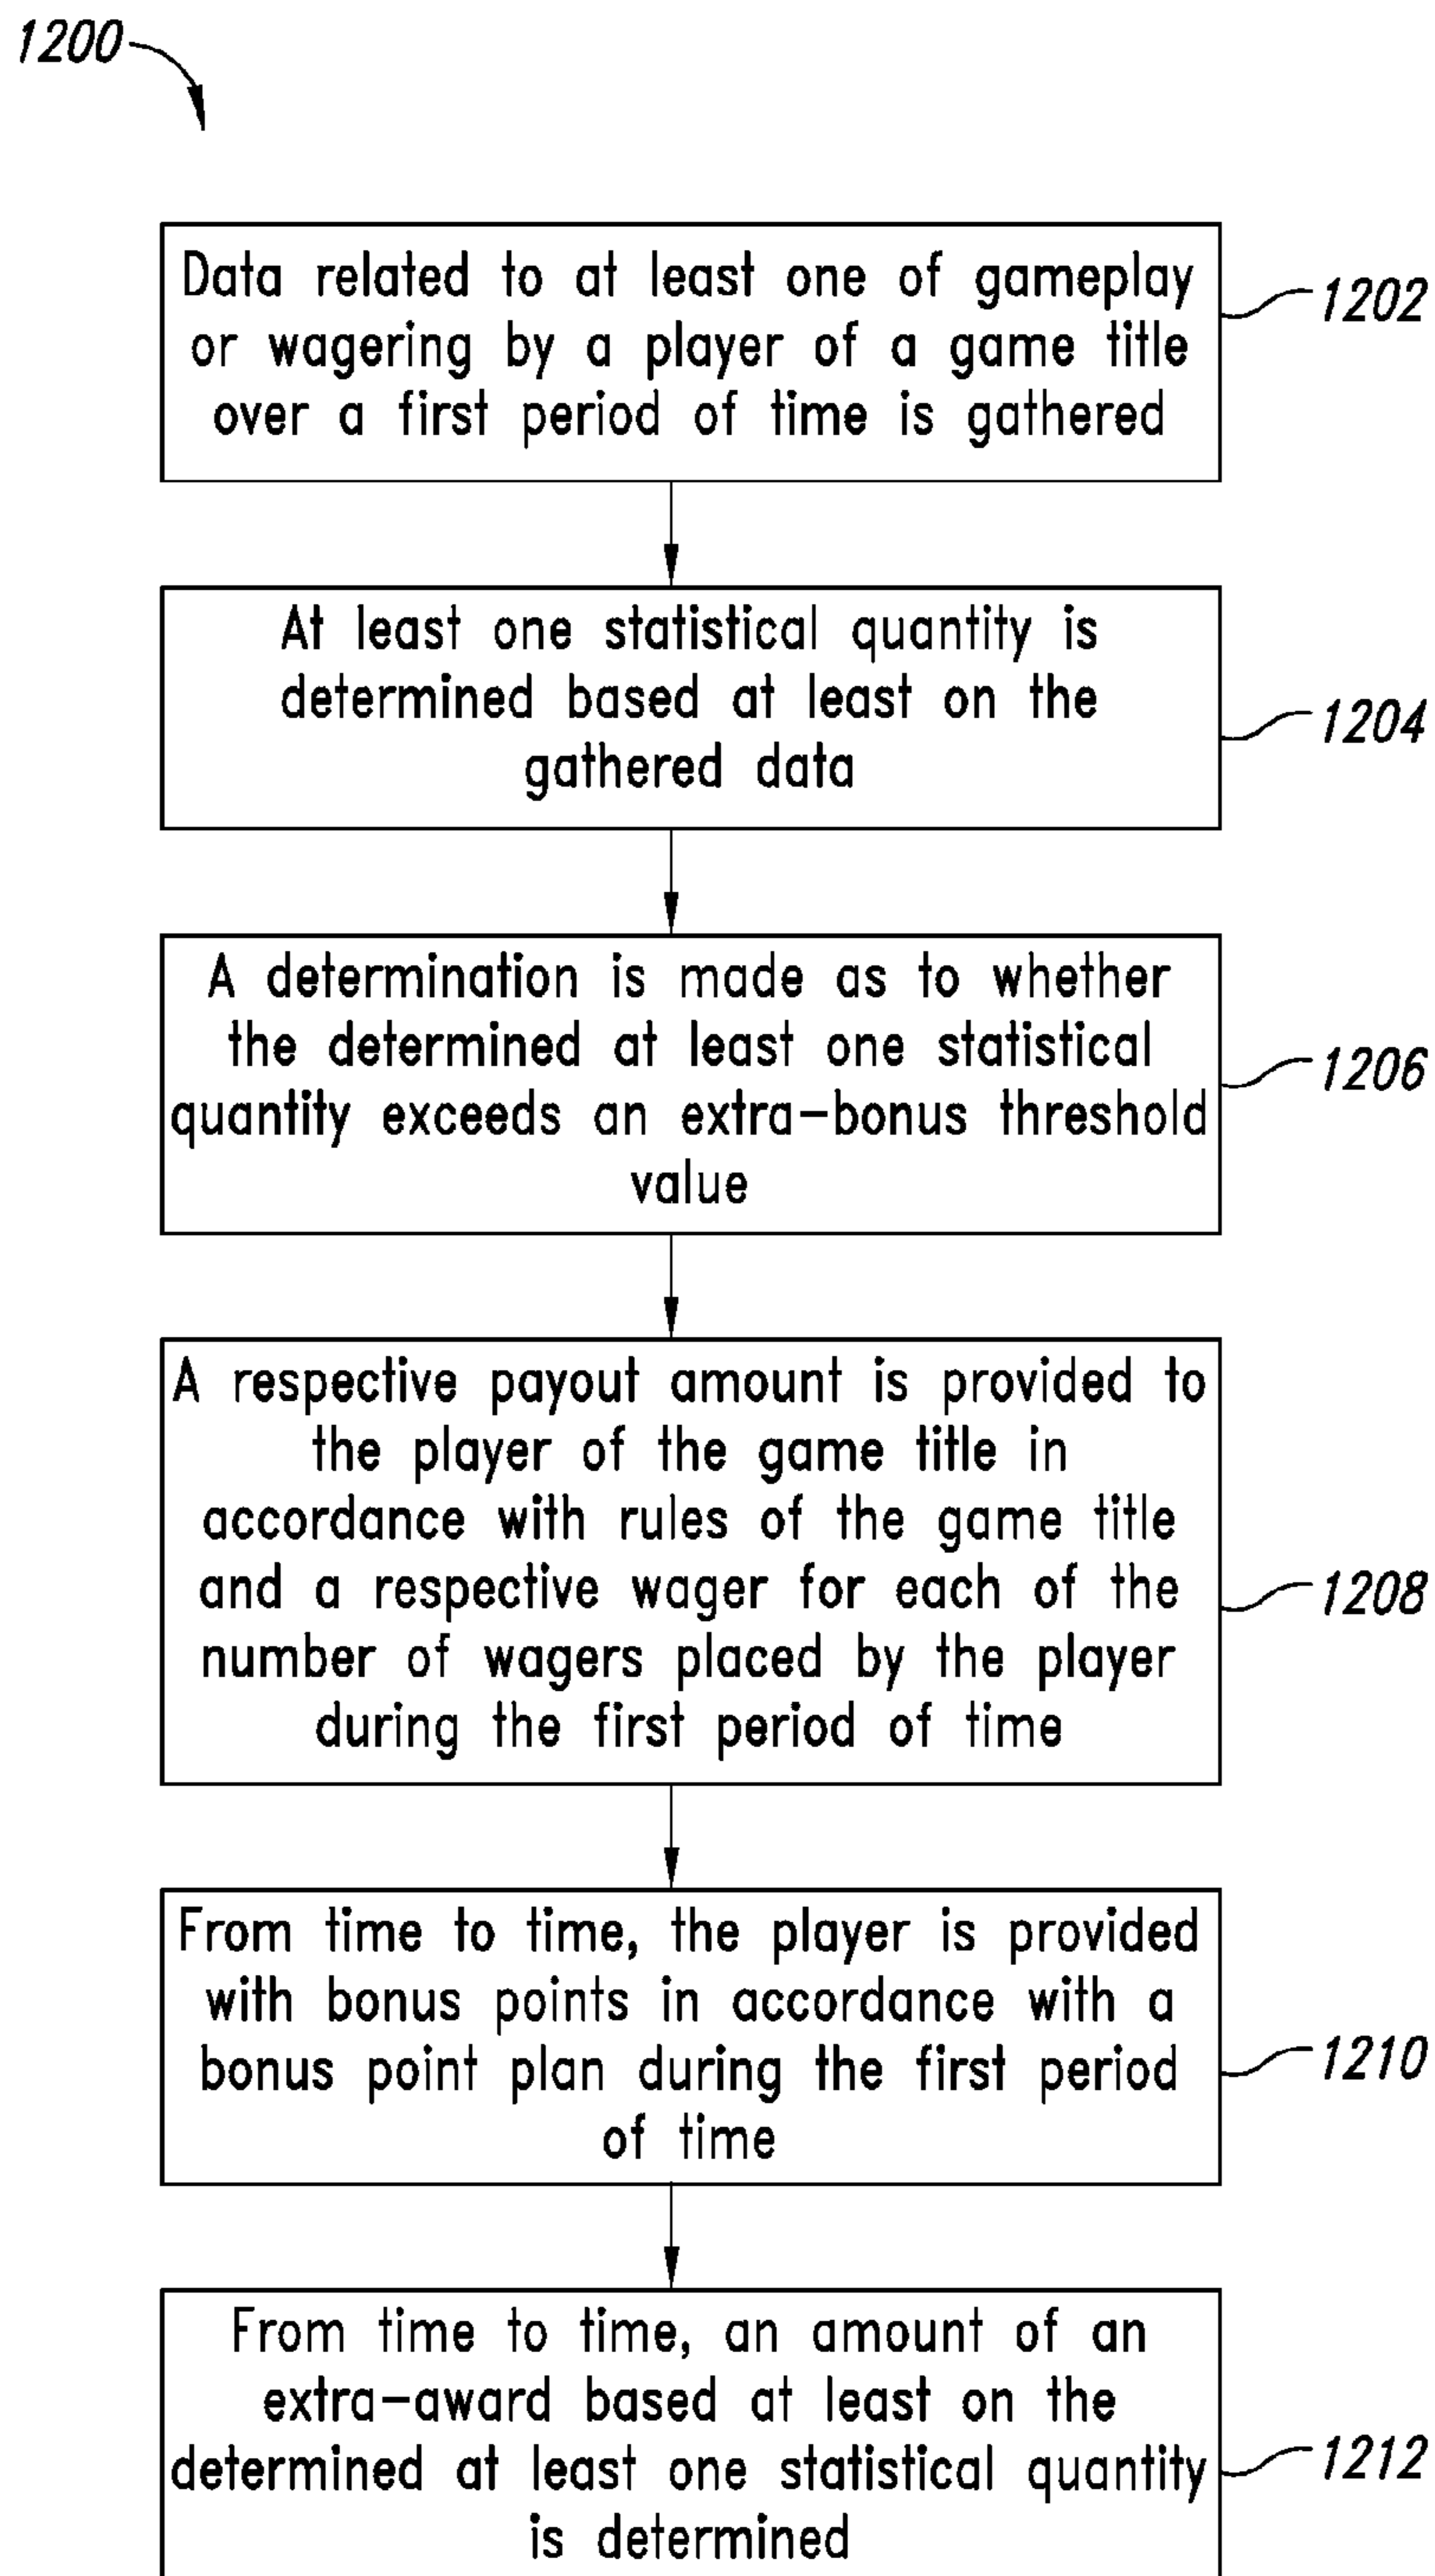 1200
Data related to at least one of gameplay
or wagering by a player of a game title
over a first period of time is gathered
1202
At least one statistical quantity is
determined based at least on the
gathered data
1204
A determination is made as to whether
the determined at least one statistical
quantity exceeds an extra-bonus threshold
value
1206
A respective payout amount is provided to
the player of the game title in
accordance with rules of the game title
and a respective wager for each of the
number of wagers placed by the player
during the first period of time
1208
From time to time, the player is provided
with bonus points in accordance with a
bonus point plan during the first period
of time
1210
From time to time, an amount of an
extra-award based at least on the
determined at least one statistical quantity
is determined
1212